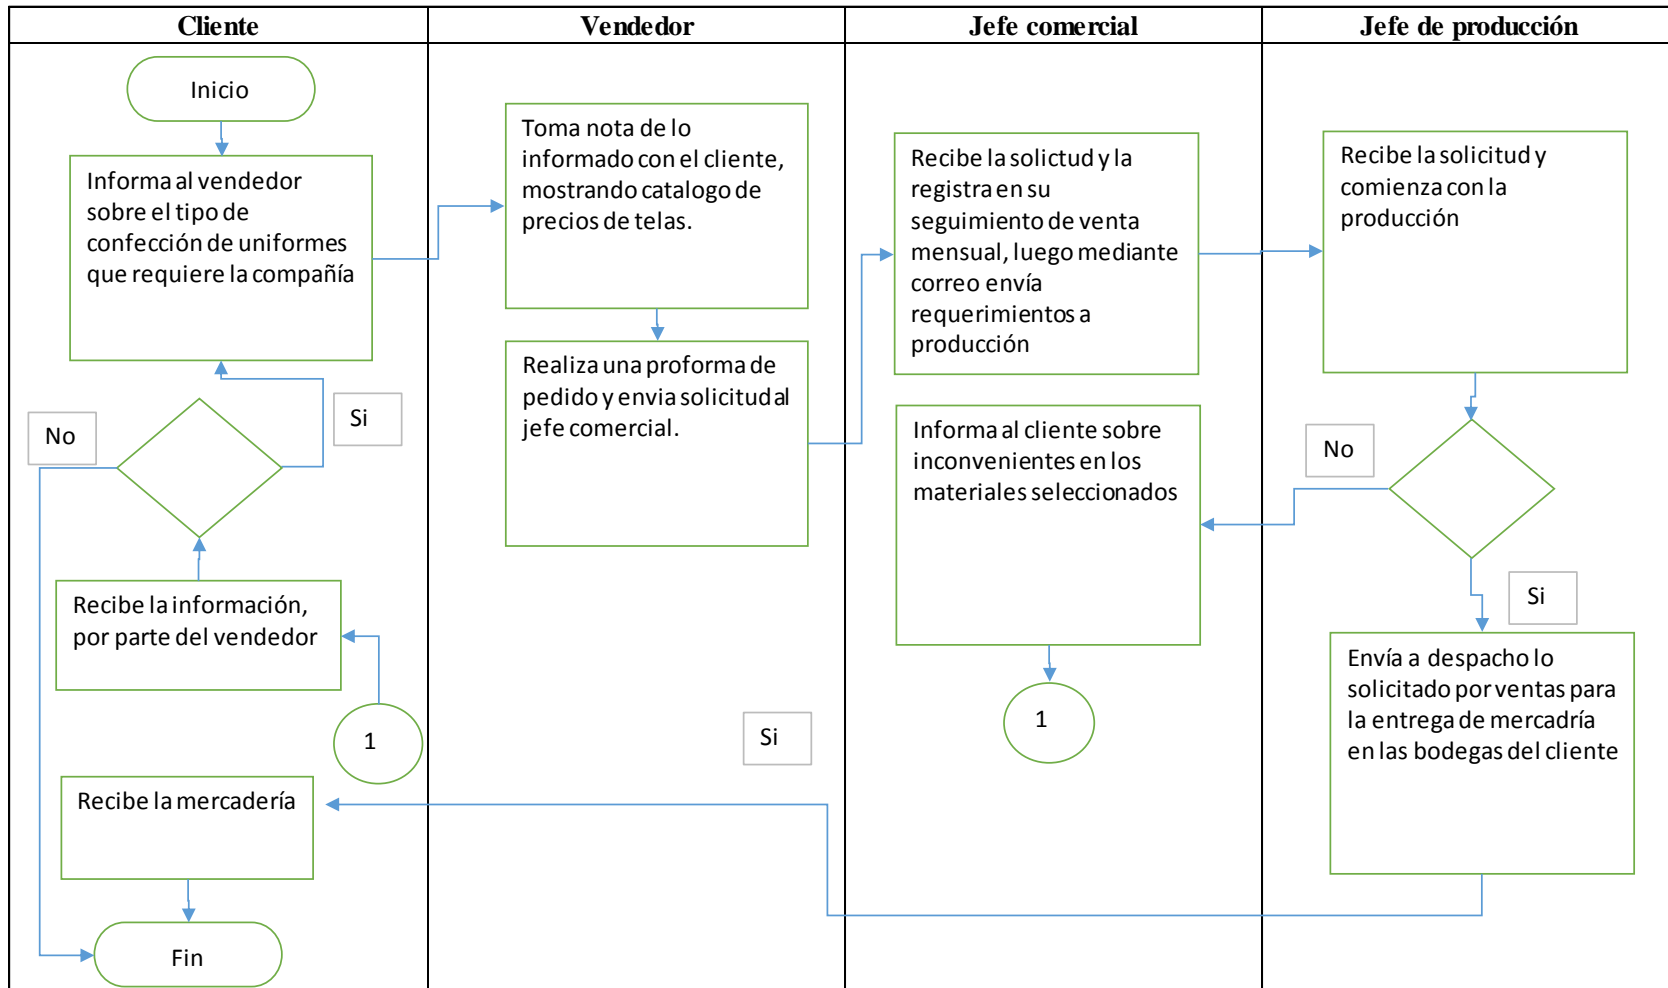 Cliente
Vendedor
Jefe comercial
Jefe de producción
Inicio
Informa al vendedor
sobre el tipo de
confección de uniformes
que requiere la compañía
No
Si
Recibe la información,
por parte del vendedor
1
Recibe la mercadería
Fin
Toma nota de lo
informado con el cliente,
mostrando catalogo de
precios de telas.
Realiza una proforma de
pedido y envia solicitud al
jefe comercial.
Si
Recibe la solictud y la
registra en su
seguimiento de venta
mensual, luego mediante
correo envía
requerimientos a
producción
Informa al cliente sobre
inconvenientes en los
materiales seleccionados
1
Recibe la solicitud y
comienza con la
producción
No
Si
Envía a despacho lo
solicitado por ventas para
la entrega de mercadría
en las bodegas del cliente